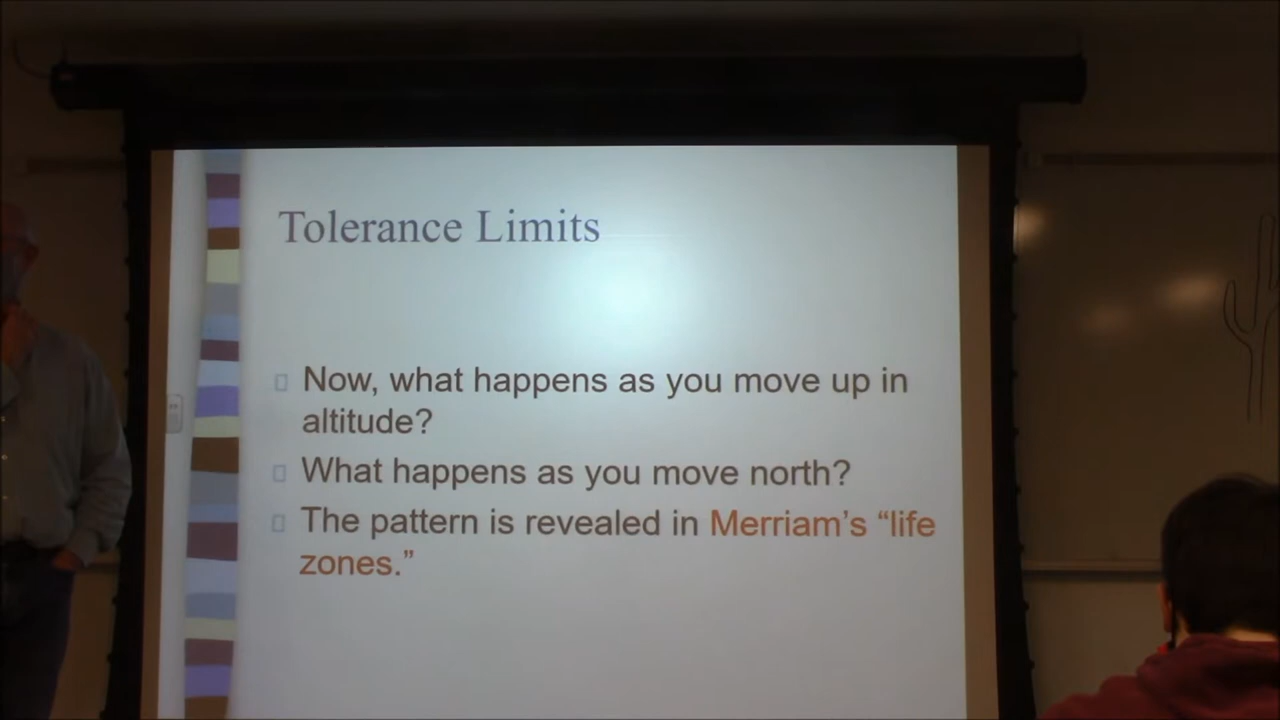 Tolerance Limits
Now, what happens as you move up in
altitude?
What happens as you move north?
The pattern is revealed in Merriam’s “life
zones.”